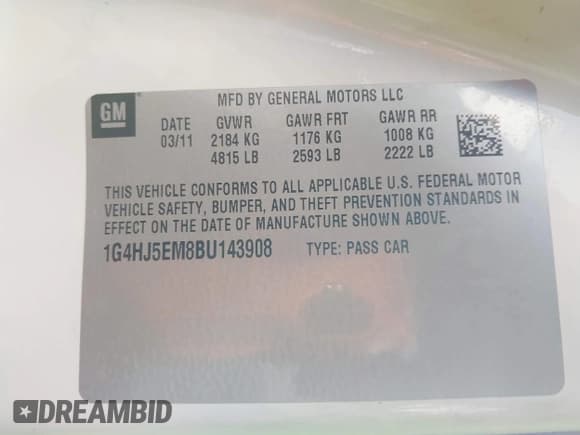 GM
MFD BY GENERAL MOTORS LLC
DATE GVWR GAWR FRT GAWR RR
03/11 2184 KG 1176 KG 1008 KG
4815 LB 2593 LB 2222 LB
THIS VEHICLE CONFORMS TO ALL APPLICABLE U.S. FEDERAL MOTOR
VEHICLE SAFETY, BUMPER, AND THEFT PREVENTION STANDARDS IN
EFFECT ON THE DATE OF MANUFACTURE SHOWN ABOVE.
1G4HJ5EM8BU143908 TYPE: PASS CAR
DREAMBID